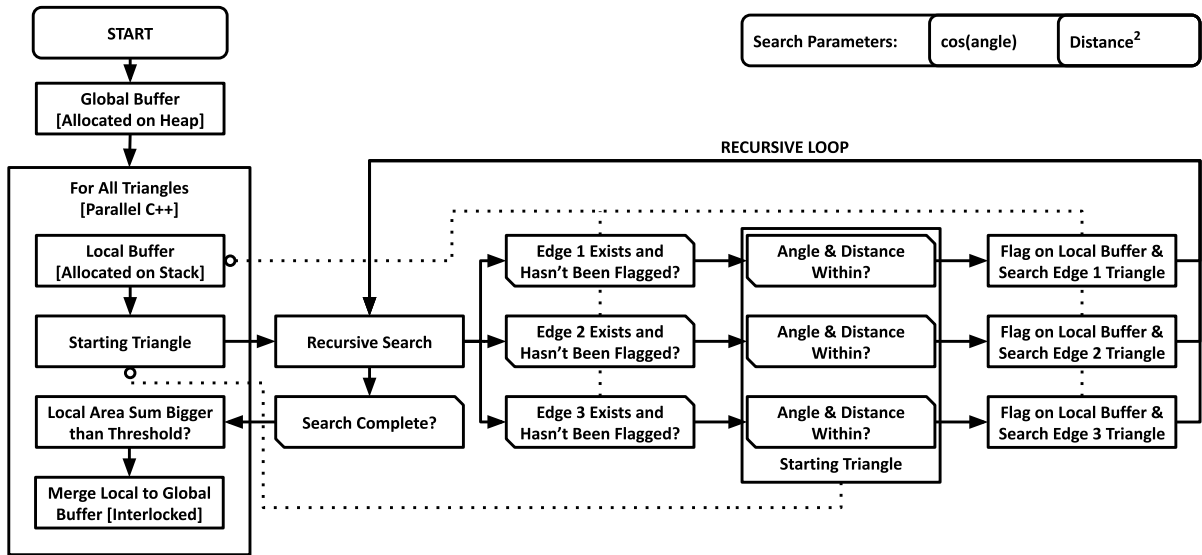 START
Search Parameters:
cos(angle)
Distance²
Global Buffer
[Allocated on Heap]
RECURSIVE LOOP
For All Triangles
[Parallel C++]
Local Buffer
[Allocated on Stack]
Edge 1 Exists and
Hasn't Been Flagged?
Angle & Distance
Within?
Flag on Local Buffer &
Search Edge 1 Triangle
Starting Triangle
Recursive Search
Edge 2 Exists and
Hasn't Been Flagged?
Angle & Distance
Within?
Flag on Local Buffer &
Search Edge 2 Triangle
Local Area Sum Bigger
than Threshold?
Search Complete?
Edge 3 Exists and
Hasn't Been Flagged?
Angle & Distance
Within?
Flag on Local Buffer &
Search Edge 3 Triangle
Starting Triangle
Merge Local to Global
Buffer [Interlocked]